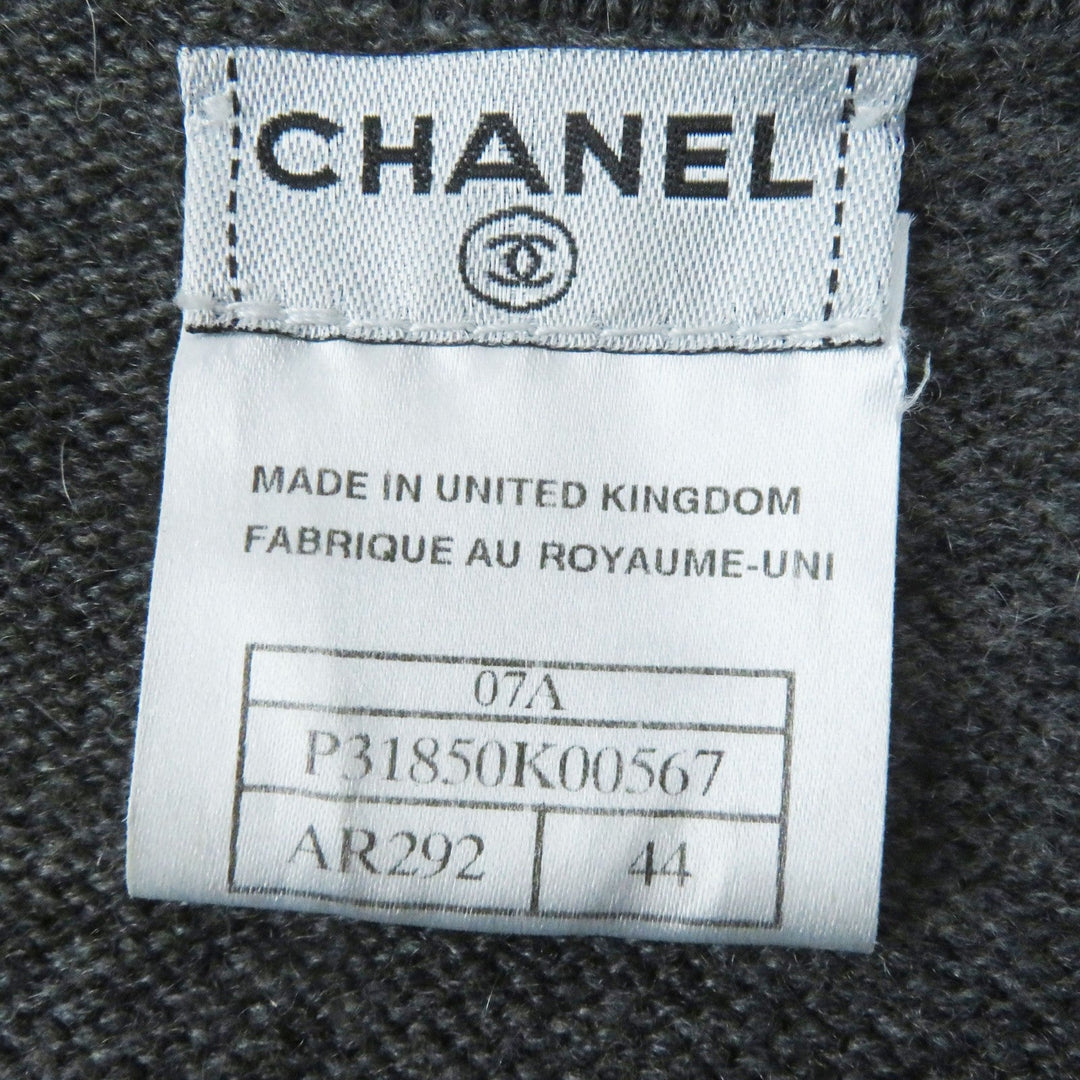 CHANEL
MADE IN UNITED KINGDOM
FABRIQUE AU ROYAUME-UNI
07A
P31850K00567
AR292 44